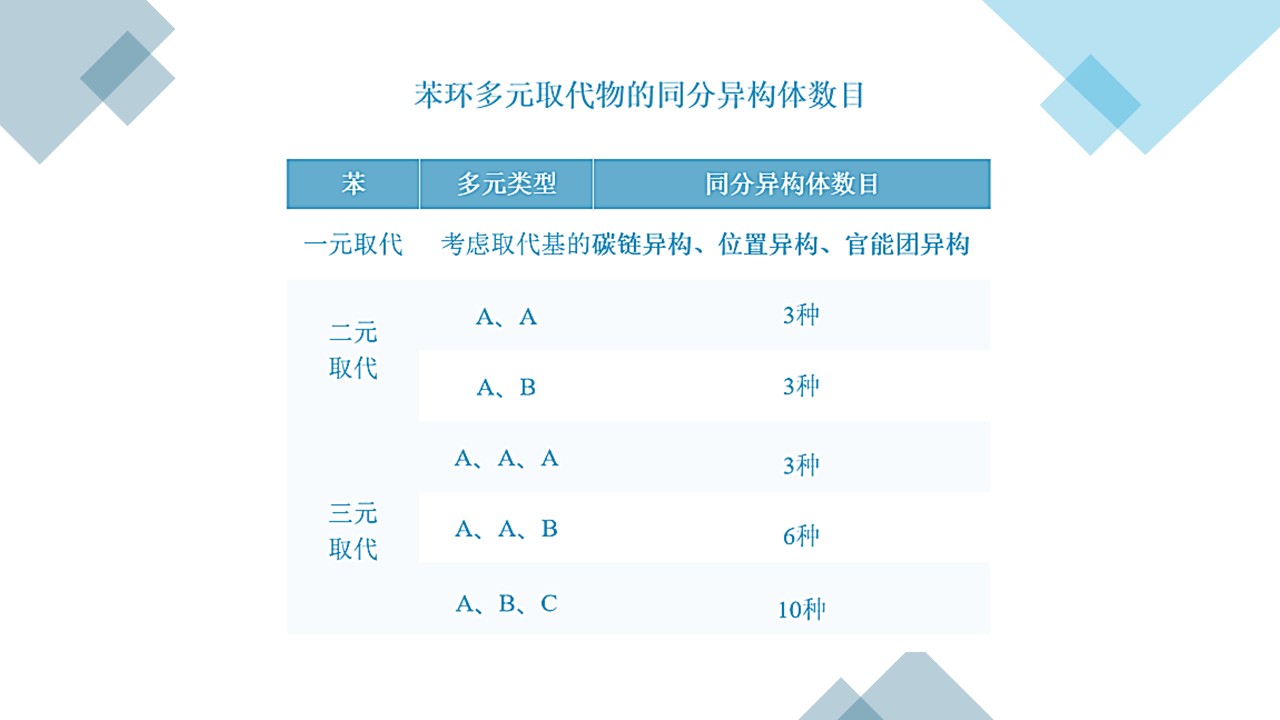 苯环多元取代物的同分异构体数目
苯 多元类型 同分异构体数目
一元取代 考虑取代基的碳链异构、位置异构、官能团异构
二元
取代
A、A 3种
A、B 3种
三元
取代
A、A、A 3种
A、A、B 6种
A、B、C 10种